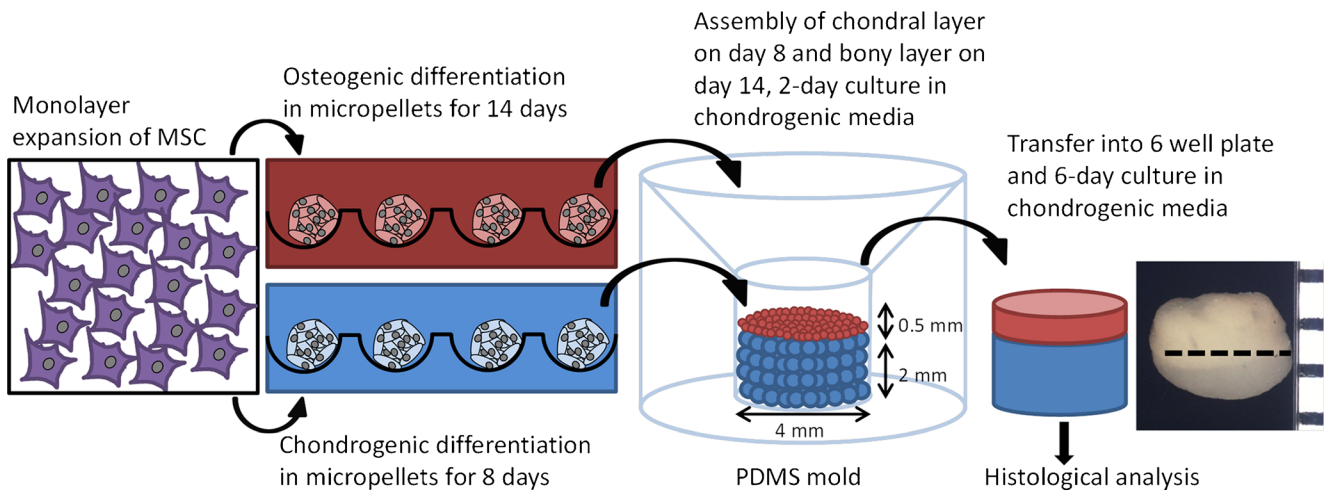 Monolayer
expansion of MSC
Osteogenic differentiation
in micropellets for 14 days
Chondrogenic differentiation
in micropellets for 8 days
Assembly of chondral layer
on day 8 and bony layer on
day 14, 2-day culture in
chondrogenic media
0.5 mm
2 mm
4 mm
PDMS mold
Transfer into 6 well plate
and 6-day culture in
chondrogenic media
Histological analysis